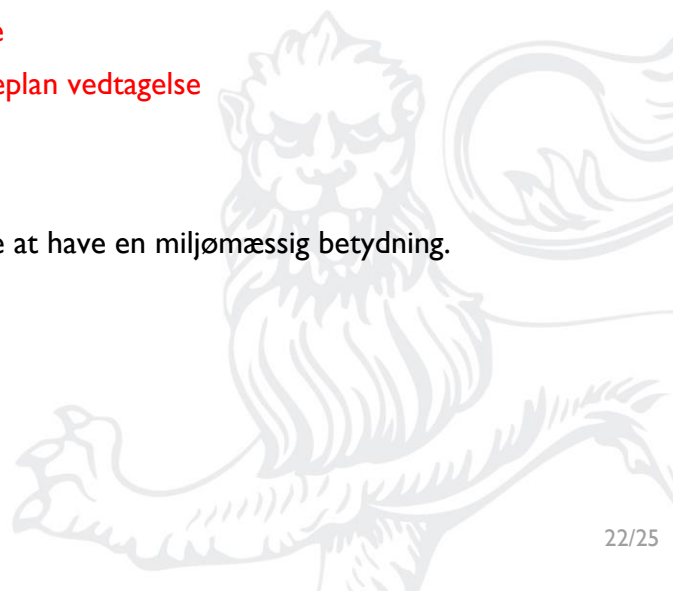 e
eplan vedtagelse
e at have en miljømæssig betydning.
22/25